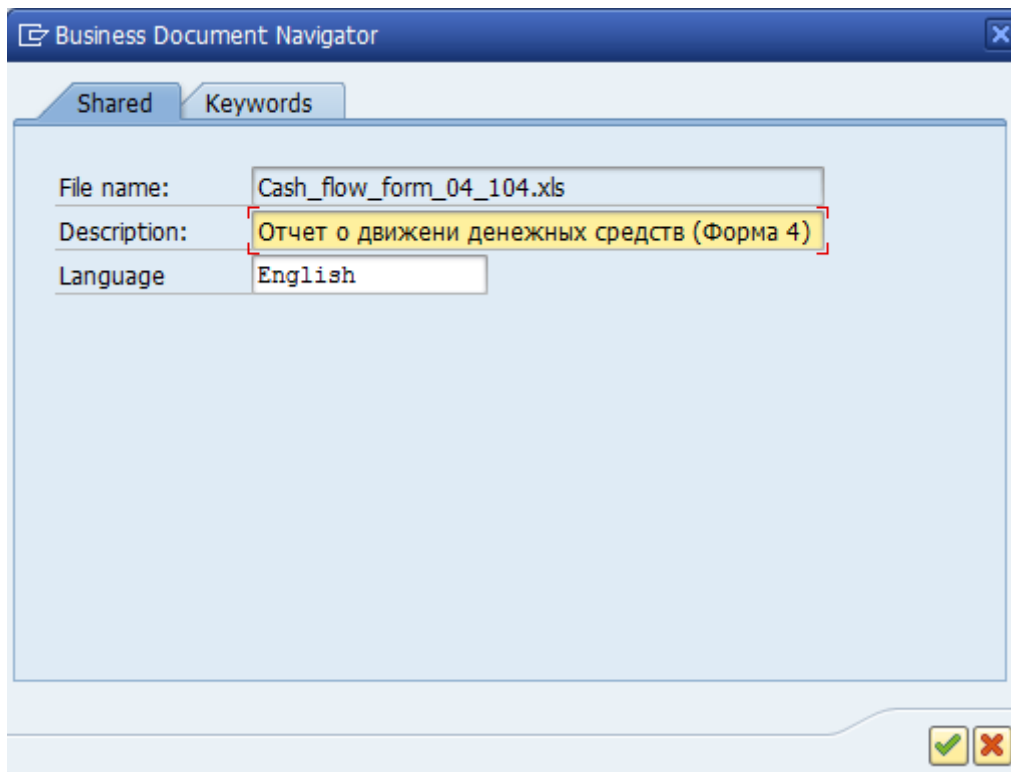 Business Document Navigator
Shared Keywords
File name: Cash_flow_form_04_104.xls
Description: Отчет о движени денежных средств (Форма 4)
Language English